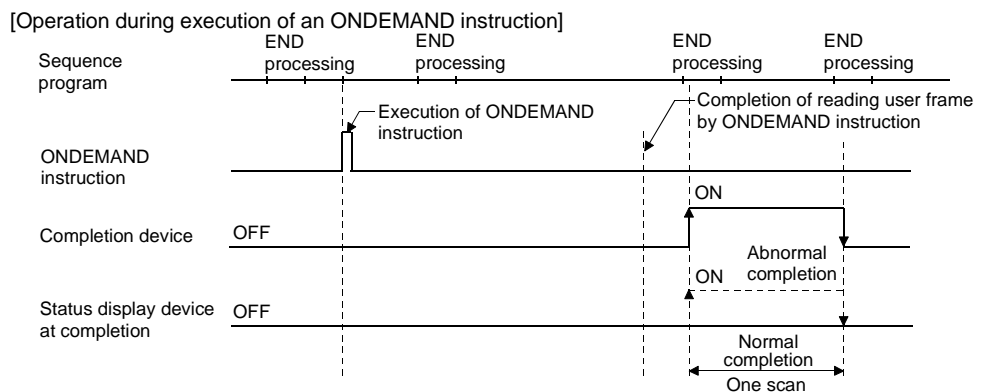 [Operation during execution of an ONDEMAND instruction]
END
processing
END
processing
END
processing
END
processing
Sequence
program
Execution of ONDEMAND
instruction
Completion of reading user frame
by ONDEMAND instruction
ONDEMAND
instruction
ON
Completion device
OFF
Abnormal
completion
ON
Status display device
at completion
OFF
Normal
completion
One scan